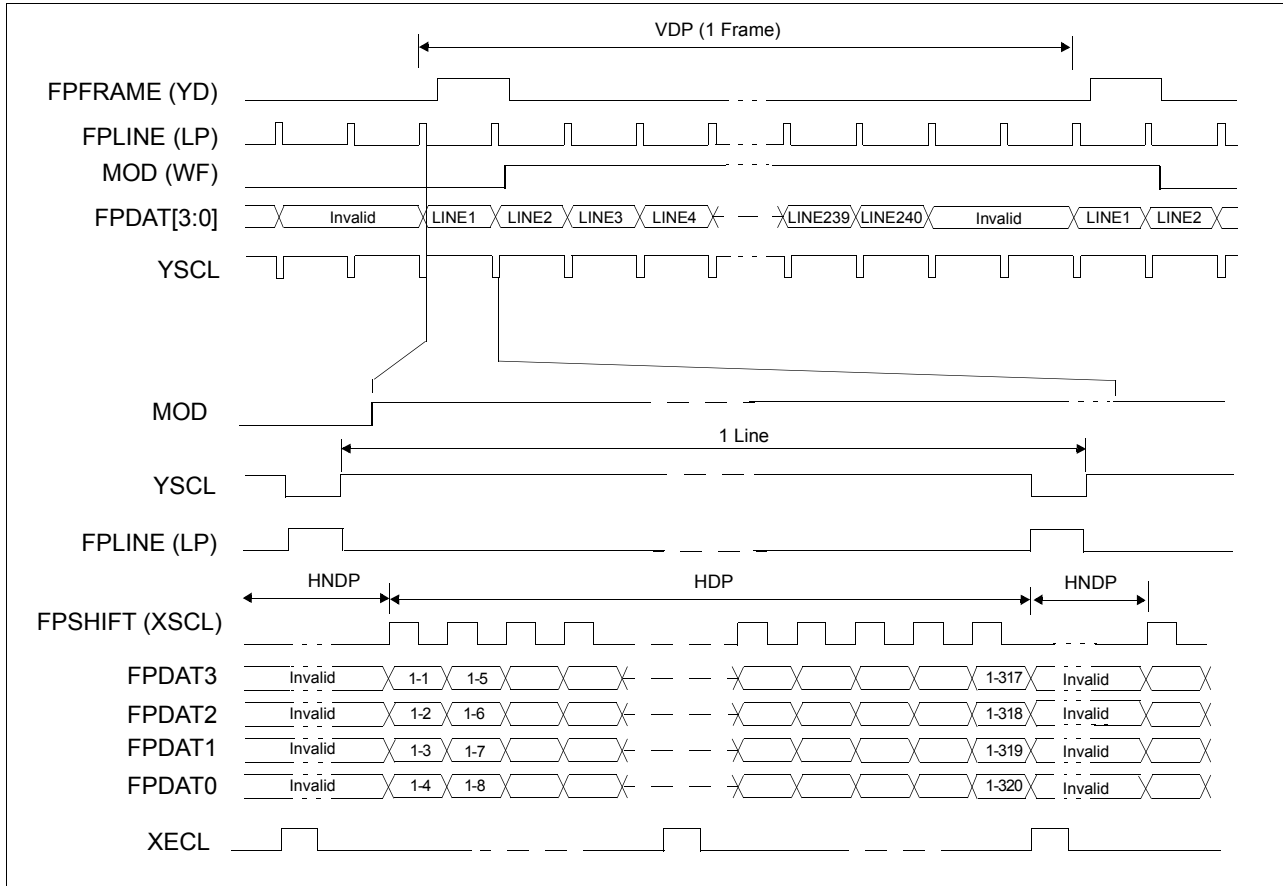 VDP (1 Frame)
FPFRAME (YD)
FPLINE (LP)
MOD (WF)
FPDAT[3:0] Invalid LINE1 LINE2 LINE3 LINE4 LINE239 LINE240 Invalid LINE1 LINE2
YSCL
MOD
1 Line
YSCL
FPLINE (LP)
HNDP HDP HNDP
FPSHIFT (XSCL)
FPDAT3 Invalid 1-1 1-5 1-317 Invalid
FPDAT2 Invalid 1-2 1-6 1-318 Invalid
FPDAT1 Invalid 1-3 1-7 1-319 Invalid
FPDAT0 Invalid 1-4 1-8 1-320 Invalid
XECL